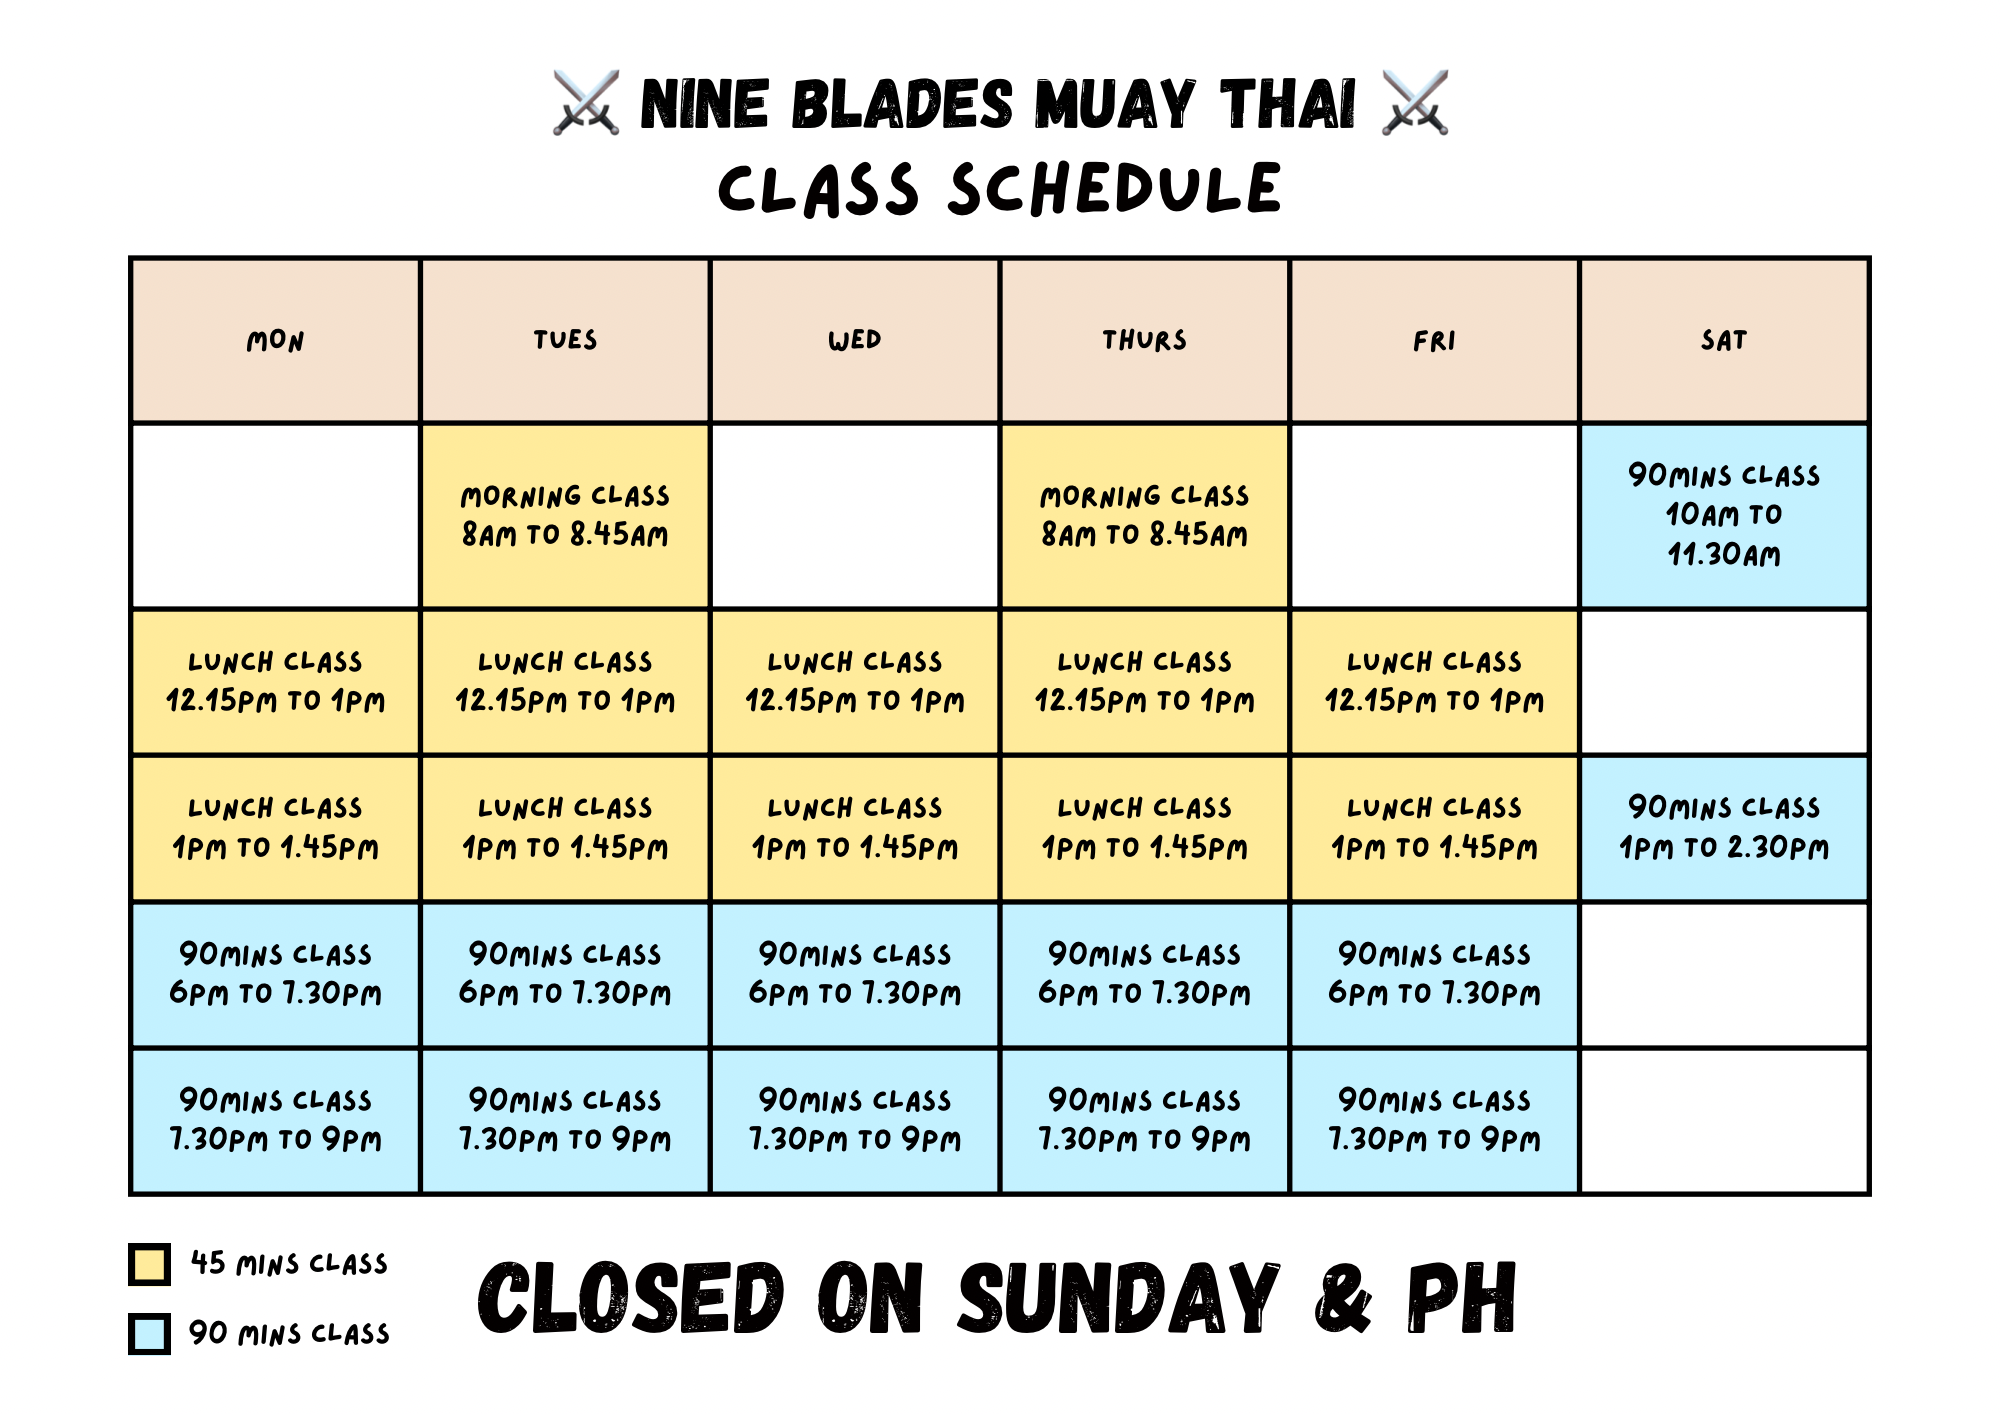 ⚔️ NINE BLADES MUAY THAI ⚔️
CLASS SCHEDULE
MON
TUES
WED
THURS
FRI
SAT
MORNING CLASS
8AM TO 8.45AM
MORNING CLASS
8AM TO 8.45AM
90MINS CLASS
10AM TO
11.30AM
LUNCH CLASS
12.15PM TO 1PM
LUNCH CLASS
12.15PM TO 1PM
LUNCH CLASS
12.15PM TO 1PM
LUNCH CLASS
12.15PM TO 1PM
LUNCH CLASS
12.15PM TO 1PM
LUNCH CLASS
1PM TO 1.45PM
LUNCH CLASS
1PM TO 1.45PM
LUNCH CLASS
1PM TO 1.45PM
LUNCH CLASS
1PM TO 1.45PM
LUNCH CLASS
1PM TO 1.45PM
90MINS CLASS
1PM TO 2.30PM
90MINS CLASS
6PM TO 7.30PM
90MINS CLASS
6PM TO 7.30PM
90MINS CLASS
6PM TO 7.30PM
90MINS CLASS
6PM TO 7.30PM
90MINS CLASS
6PM TO 7.30PM
90MINS CLASS
7.30PM TO 9PM
90MINS CLASS
7.30PM TO 9PM
90MINS CLASS
7.30PM TO 9PM
90MINS CLASS
7.30PM TO 9PM
90MINS CLASS
7.30PM TO 9PM
45 MINS CLASS
90 MINS CLASS
CLOSED ON SUNDAY & PH